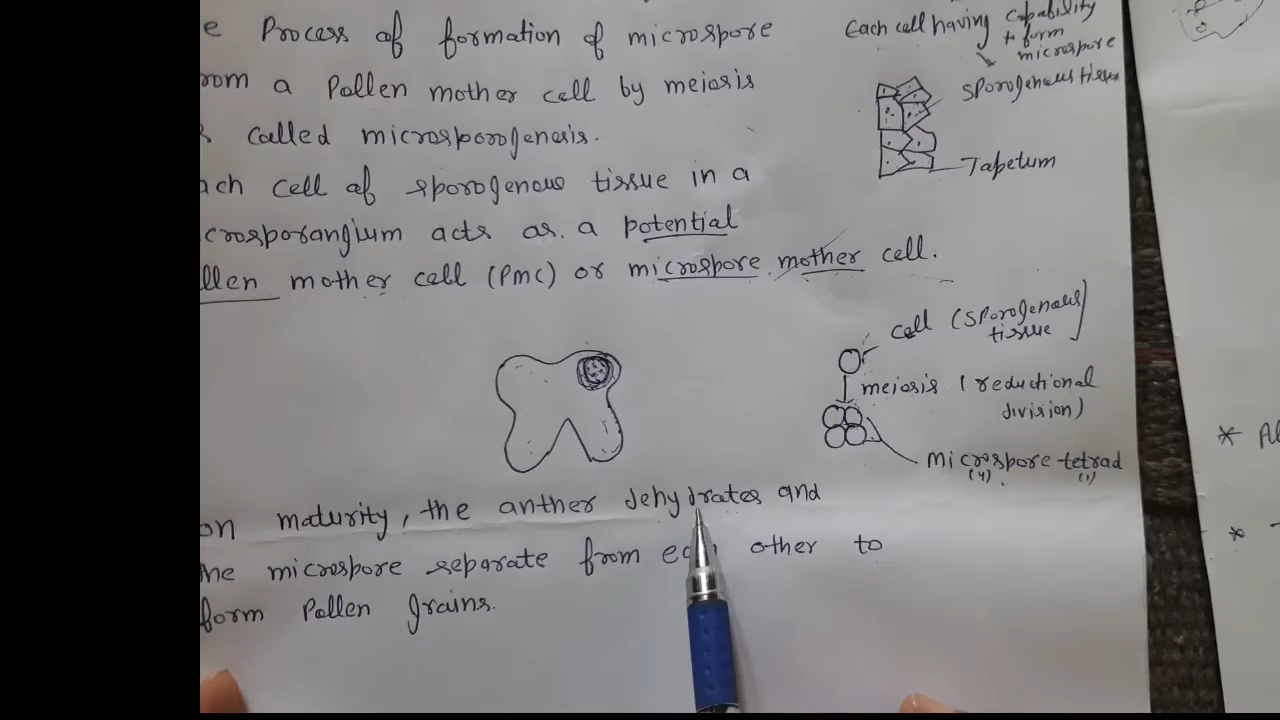 e Process of formation of microspore
rom a Pollen mother cell by meiosis
s called microsporogenesis.
ach cell of sporogenous tissue in a
crosporangium acts as a potential
llen mother cell (PMC) or microspore mother cell.
Each cell having capability
+ form
microspore
sporogenous tissue
Tapetum
cell (sporogenous
tissue)
meiosis (reductional
division)
microspore tetrad
(4) (1)
on maturity, the anther dehydrates and
he microspore separate from other to
form Pollen grains.
* Al
*